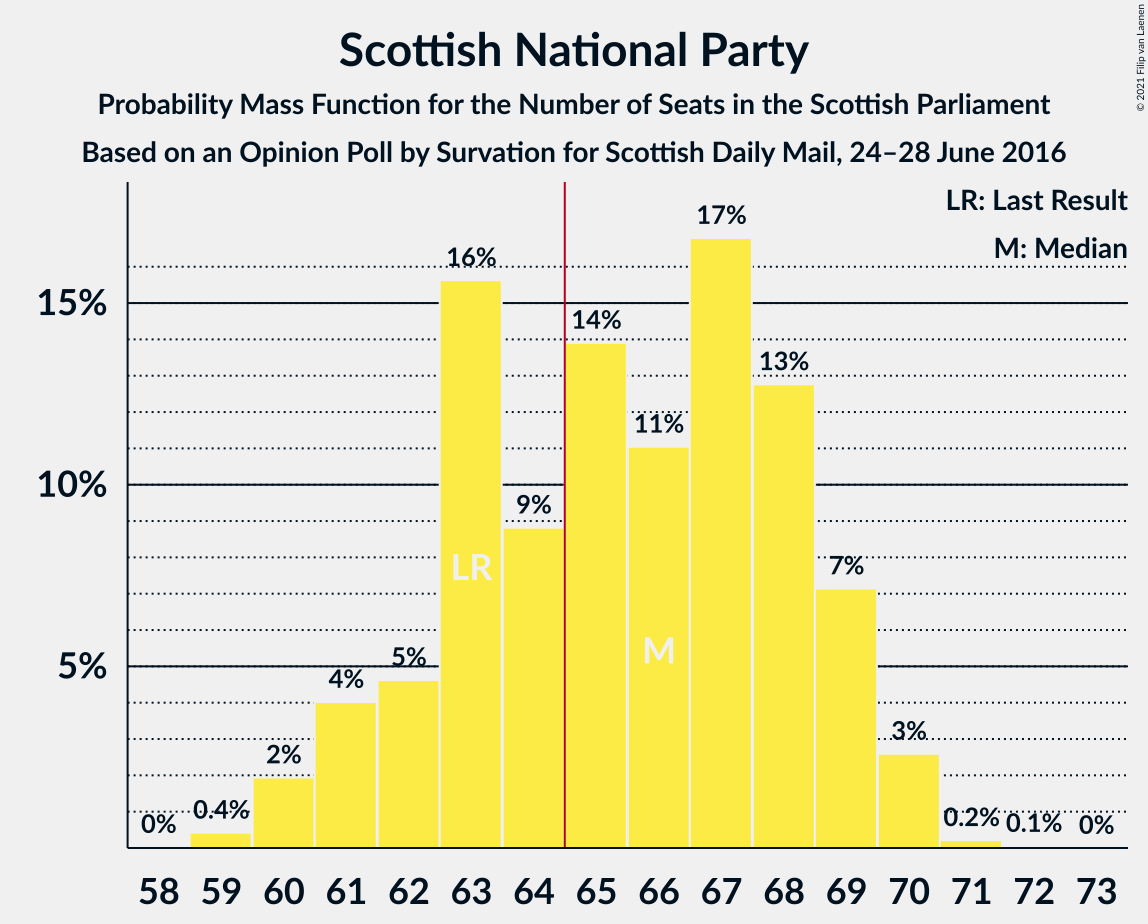 Scottish National Party
Probability Mass Function for the Number of Seats in the Scottish Parliament
Based on an Opinion Poll by Survation for Scottish Daily Mail, 24–28 June 2016
© 2021 Filip van Laenen
LR: Last Result
M: Median
15%
10%
5%
0%
0.4%
2%
4%
5%
16%
9%
14%
11%
17%
13%
7%
3%
0.2%
0.1%
0%
LR
M
58 59 60 61 62 63 64 65 66 67 68 69 70 71 72 73